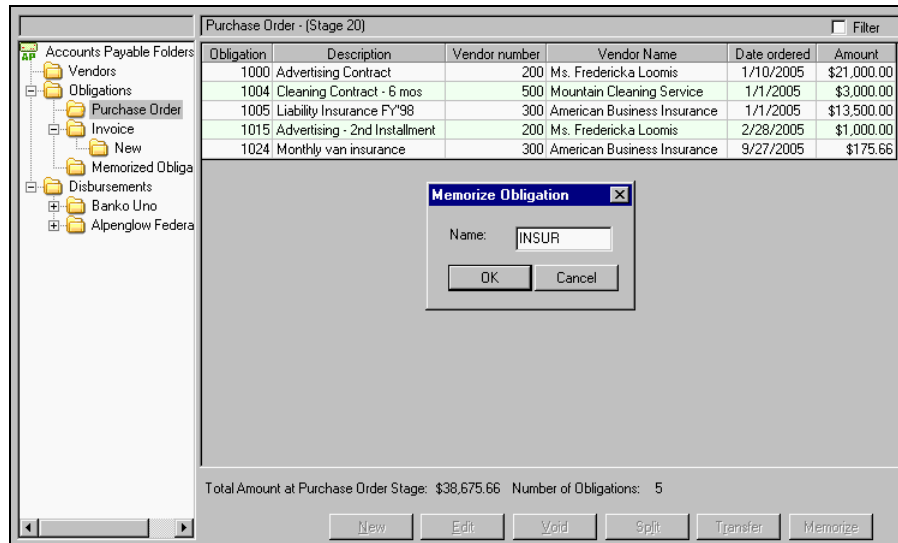 Purchase Order - (Stage 20)
Filter
AP
Accounts Payable Folders
Vendors
Obligations
Purchase Order
Invoice
New
Memorized Obliga
Disbursements
Banko Uno
Alpenglow Federa
Obligation Description Vendor number Vendor Name Date ordered Amount
1000 Advertising Contract 200 Ms. Fredericka Loomis 1/10/2005 $21,000.00
1004 Cleaning Contract - 6 mos 500 Mountain Cleaning Service 1/1/2005 $3,000.00
1005 Liability Insurance FY"98 300 American Business Insurance 1/1/2005 $13,500.00
1015 Advertising - 2nd Installment 200 Ms. Fredericka Loomis 2/28/2005 $1,000.00
1024 Monthly van insurance 300 American Business Insurance 9/27/2005 $175.66
Memorize Obligation
Name: INSUR
OK Cancel
Total Amount at Purchase Order Stage: $38,675.66 Number of Obligations: 5
New Edit Void Split Transfer Memorize